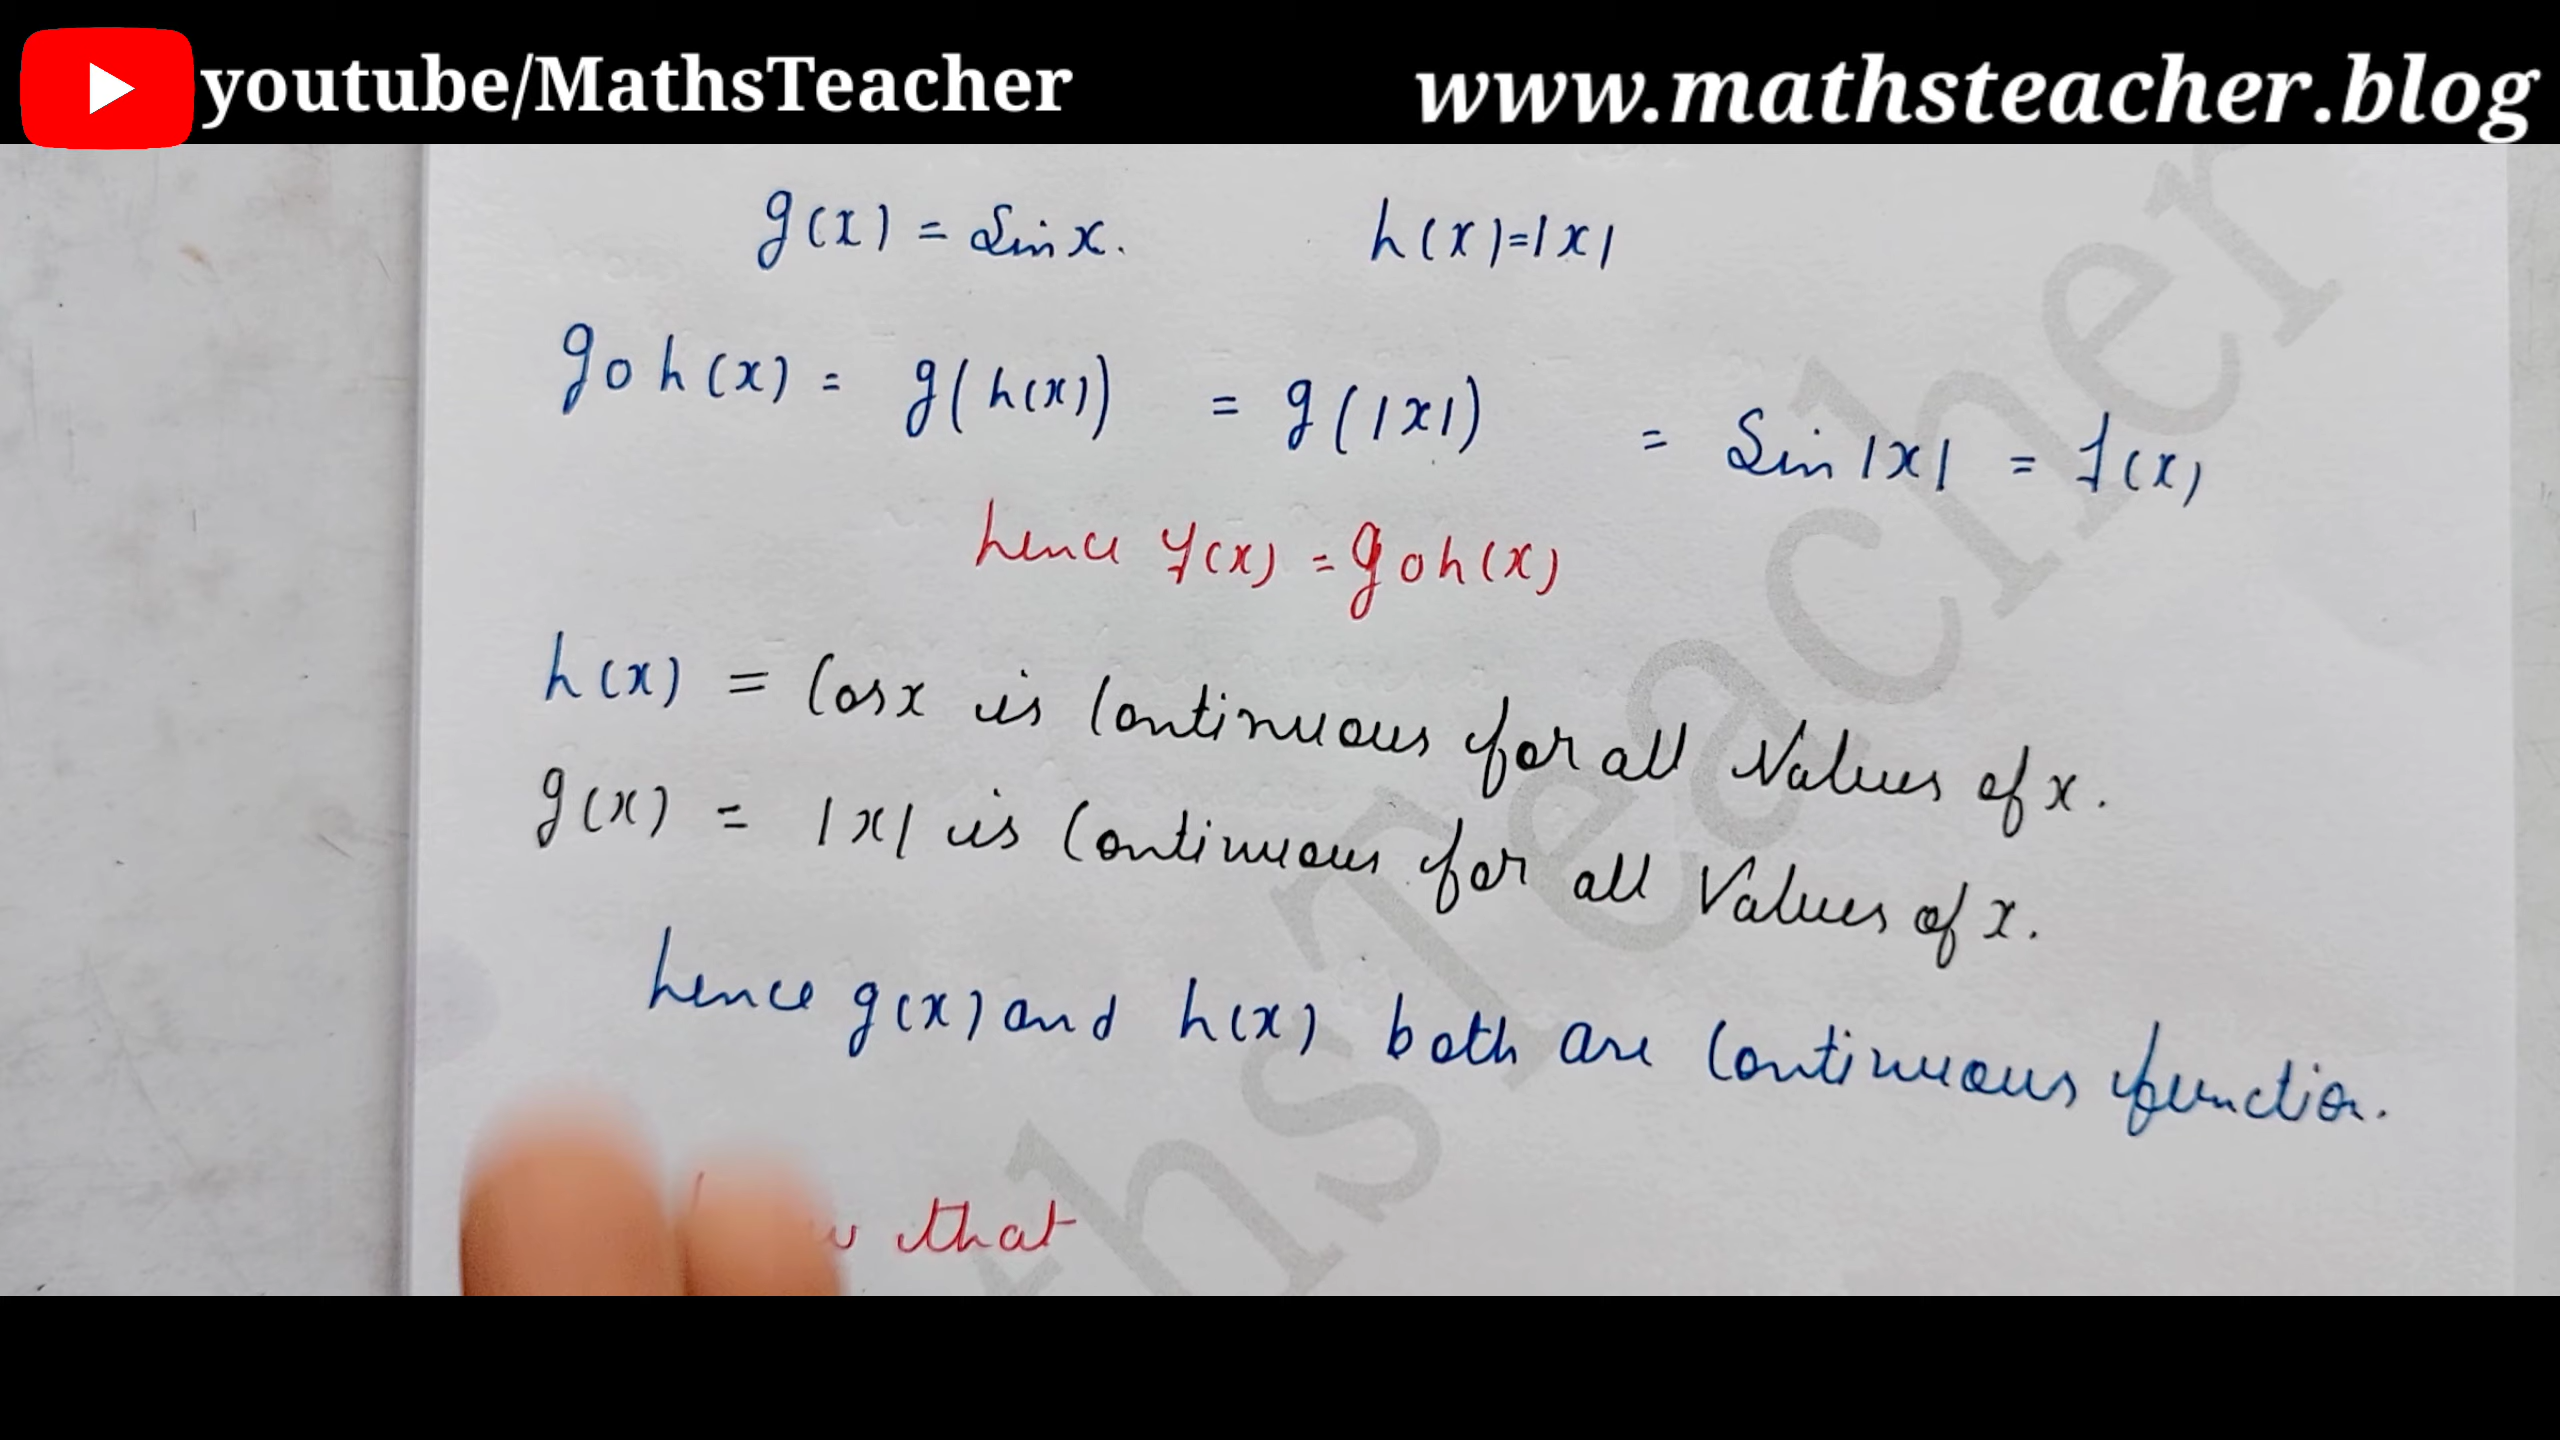 youtube/MathsTeacher www.mathsteacher.blog
g(x) = Sin x. h(x)=|x|
goh(x) = g(h(x)) = g(|x|) = Sin |x| = f(x)
hence f(x) = goh(x)
h(x) = Cosx is Continuous for all Values of x.
g(x) = |x| is Continuous for all Values of x.
hence g(x) and h(x) both are Continuous function.
that